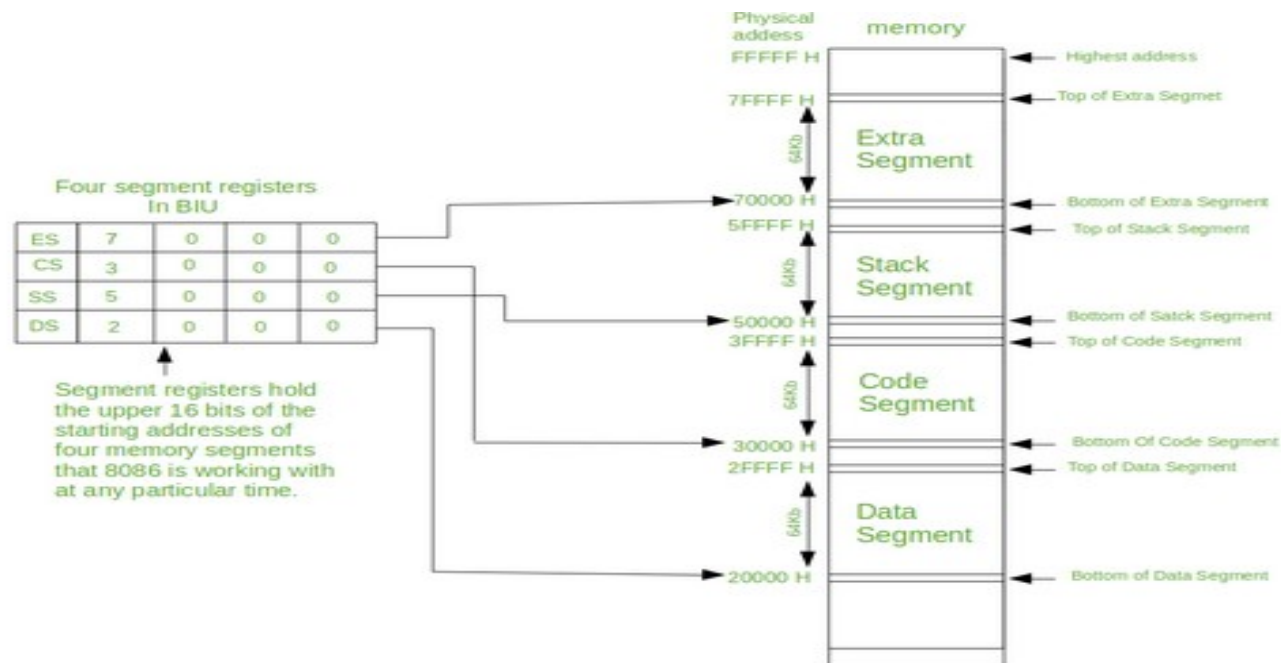 Physical
addess
memory
FFFFF H
Highest address
7FFFF H
Top of Extra Segmet
64Kb
Extra
Segment
70000 H
Bottom of Extra Segment
5FFFF H
Top of Stack Segment
64Kb
Stack
Segment
50000 H
Bottom of Satck Segment
3FFFF H
Top of Code Segment
64Kb
Code
Segment
30000 H
Bottom Of Code Segment
2FFFF H
Top of Data Segment
64Kb
Data
Segment
20000 H
Bottom of Data Segment
Four segment registers
In BIU
ES 7 0 0 0
CS 3 0 0 0
SS 5 0 0 0
DS 2 0 0 0
Segment registers hold
the upper 16 bits of the
starting addresses of
four memory segments
that 8086 is working with
at any particular time.